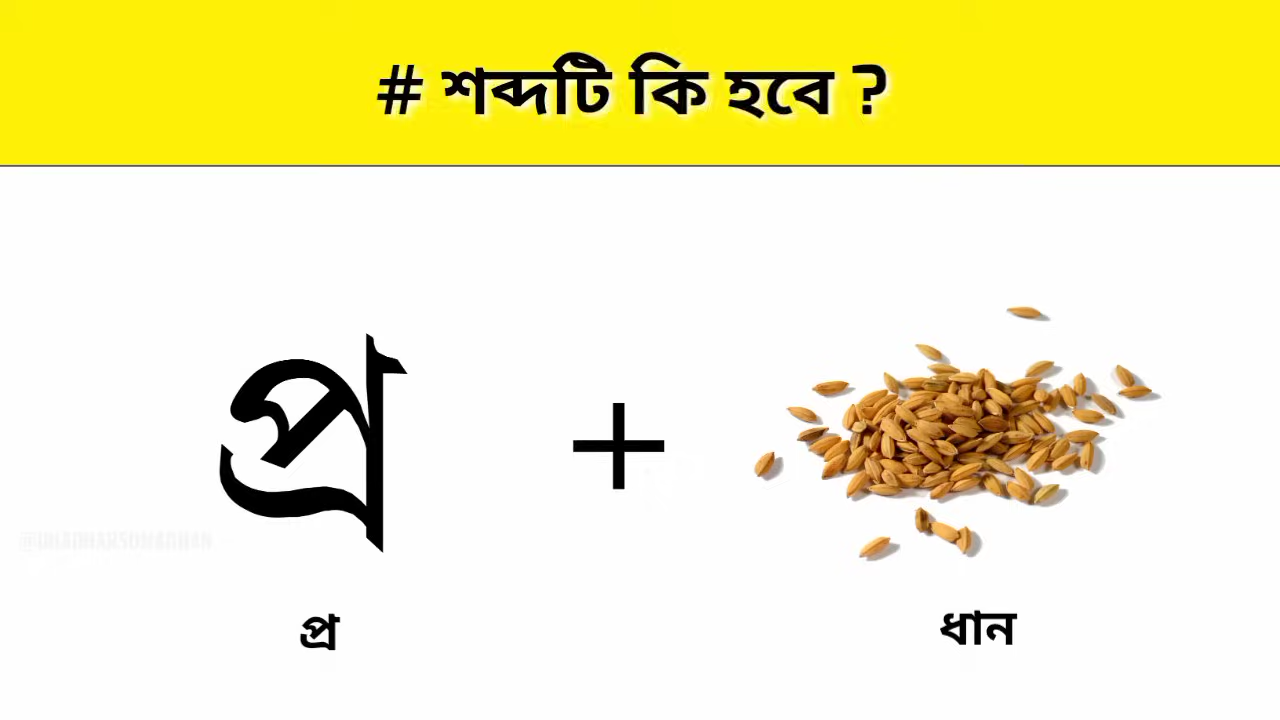 # শব্দটি কি হবে ?
প্র
+
প্র
ধান